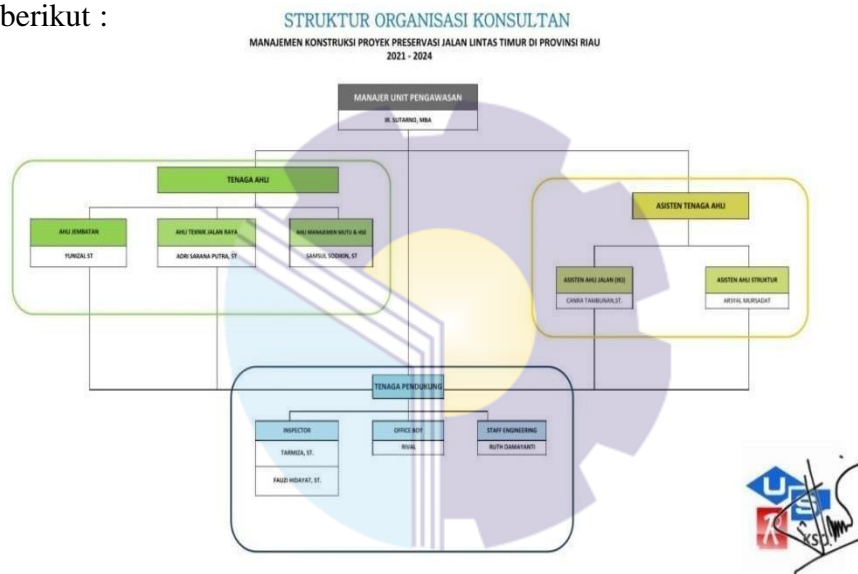 berikut :
STRUKTUR ORGANISASI KONSULTAN
MANAJEMEN KONSTRUKSI PROYEK PRESERVASI JALAN LINTAS TIMUR DI PROVINSI RIAU
2021 - 2024
MANAJER UNIT PENGAWASAN
IR. SUTARNO, MBA
TENAGA AHLI
AHLI JEMBATAN
YUNIZAL ST
AHLI TEKNIK JALAN RAYA
ADRI SARANA PUTRA, ST
AHLI MANAJEMEN MUTU & HSE
SAMSUL SODIKIN, ST
ASISTEN TENAGA AHLI
ASISTEN AHLI JALAN
CANRA TAMBUNAN,ST.
ASISTEN AHLI STRUKTUR
ARSYAL MURSADAT
TENAGA PENDUKUNG
INSPECTOR
TARMIZA, ST.
FAUZI HIDAYAT, ST.
OFFICE BOY
RIVAL
STAFF ENGINEERING
RUTH DAMAYANTI
U
S
R
KSO